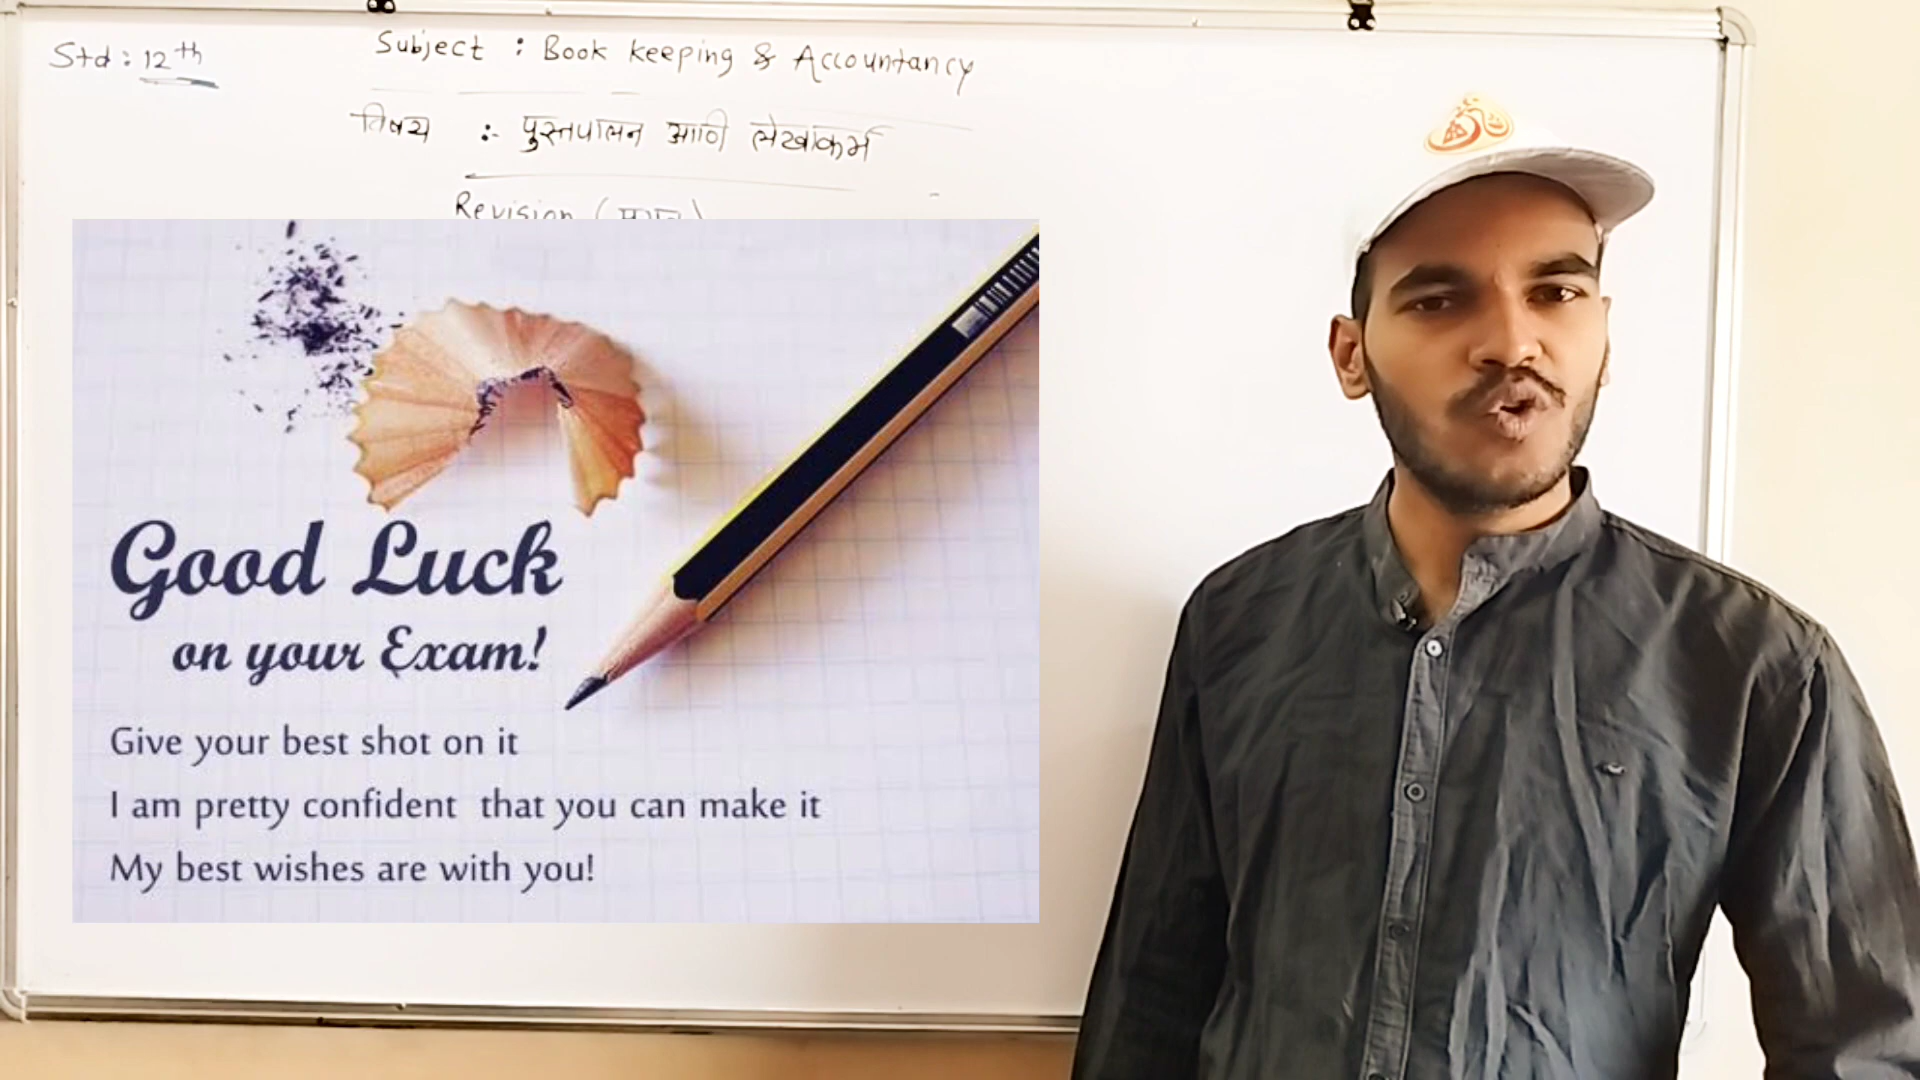 Std : 12th
Subject : Book keeping & Accountancy
विषय :- पुस्तपालन आणि लेखाकर्म
Revision
Good Luck
on your Exam!
Give your best shot on it
I am pretty confident that you can make it
My best wishes are with you!